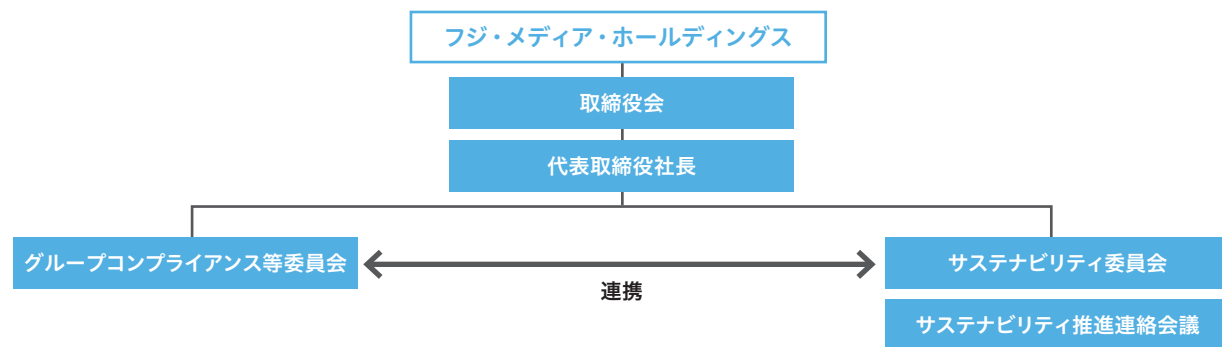 フジ・メディア・ホールディングス
取締役会
代表取締役社長
グループコンプライアンス等委員会
連携
サステナビリティ委員会
サステナビリティ推進連絡会議